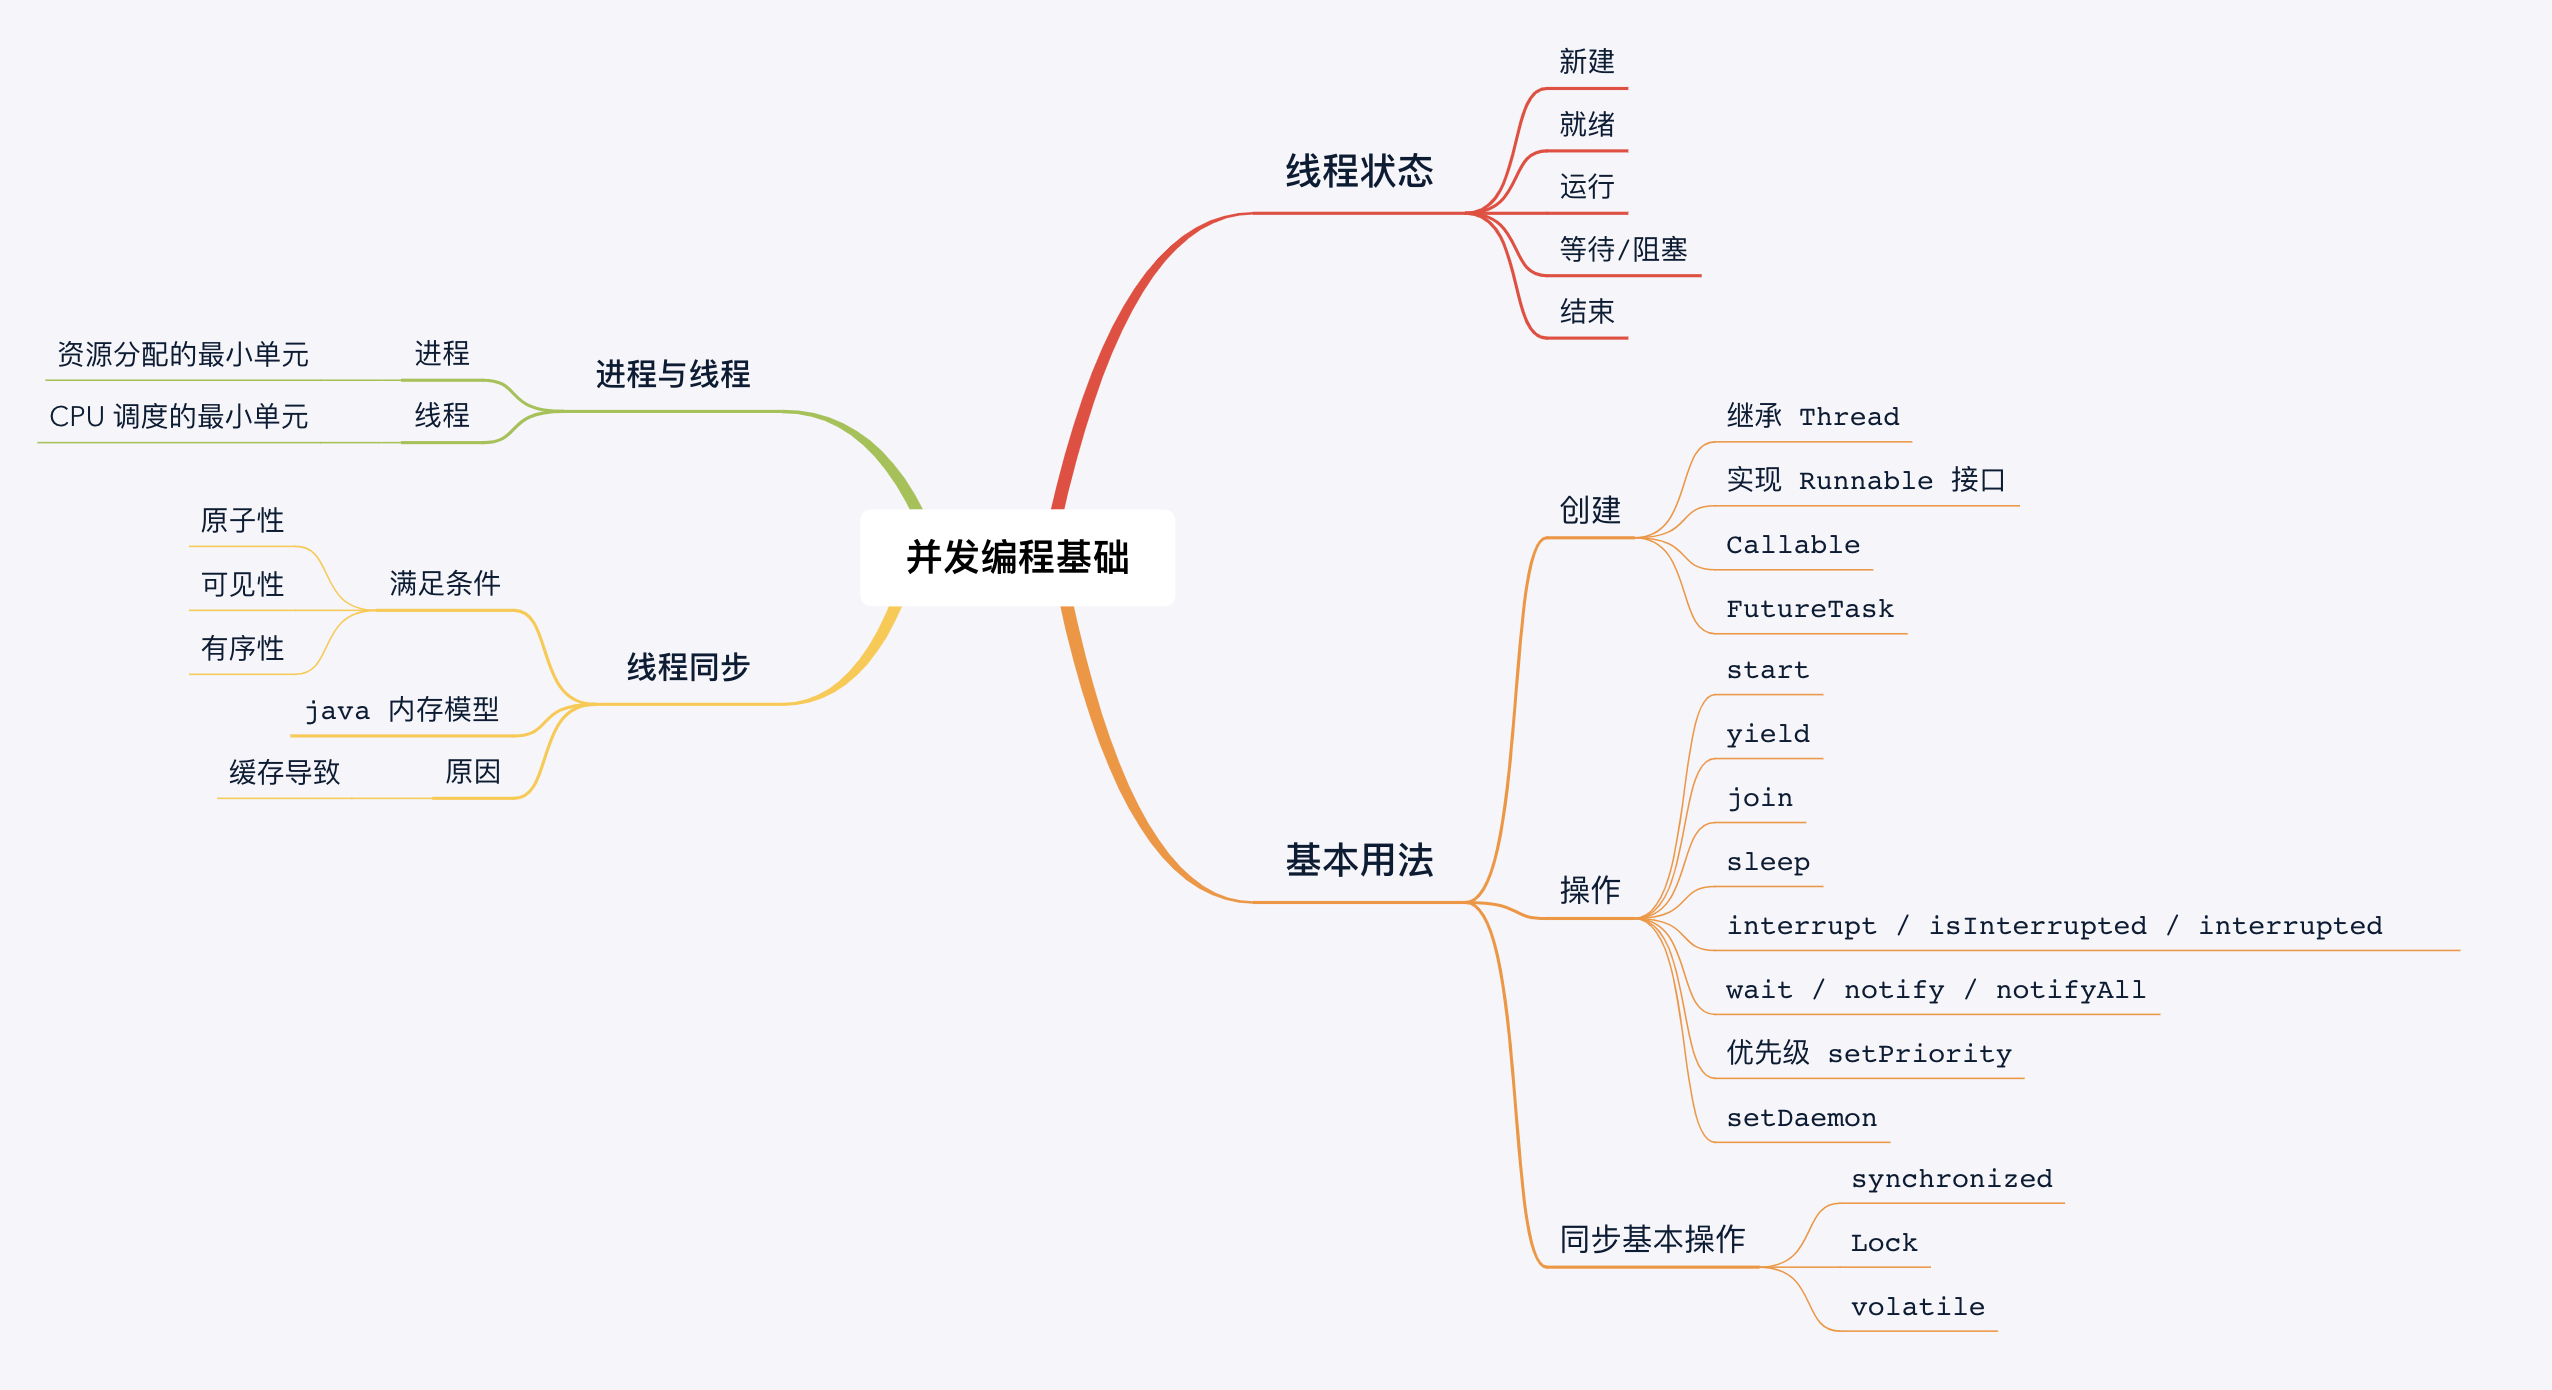 并发编程基础
线程状态
新建
就绪
运行
等待/阻塞
结束
基本用法
创建
继承 Thread
实现 Runnable 接口
Callable
FutureTask
操作
start
yield
join
sleep
interrupt / isInterrupted / interrupted
wait / notify / notifyAll
优先级 setPriority
setDaemon
同步基本操作
synchronized
Lock
volatile
进程与线程
进程
资源分配的最小单元
线程
CPU 调度的最小单元
线程同步
满足条件
原子性
可见性
有序性
java 内存模型
原因
缓存导致